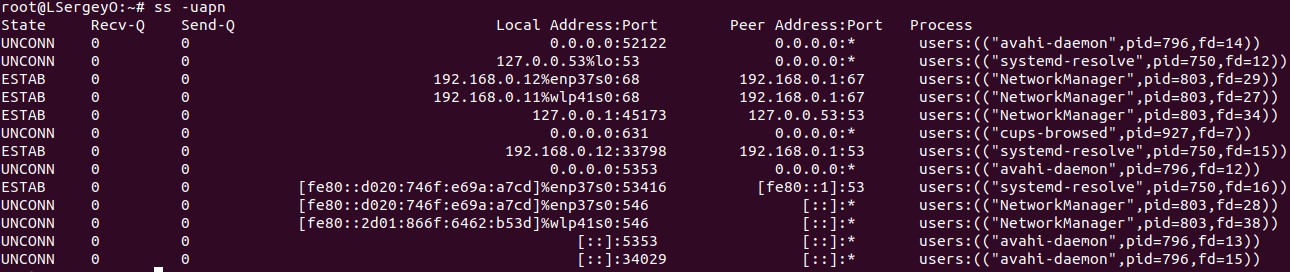 root@LSergeyO:~# ss -uapn
State Recv-Q Send-Q Local Address:Port Peer Address:Port Process
UNCONN 0 0 0.0.0.0:52122 0.0.0.0:* users:(("avahi-daemon",pid=796,fd=14))
UNCONN 0 0 127.0.0.53%lo:53 0.0.0.0:* users:(("systemd-resolve",pid=750,fd=12))
ESTAB 0 0 192.168.0.12%enp37s0:68 192.168.0.1:67 users:(("NetworkManager",pid=803,fd=29))
ESTAB 0 0 192.168.0.11%wlp41s0:68 192.168.0.1:67 users:(("NetworkManager",pid=803,fd=27))
ESTAB 0 0 127.0.0.1:45173 127.0.0.53:53 users:(("NetworkManager",pid=803,fd=34))
UNCONN 0 0 0.0.0.0:631 0.0.0.0:* users:(("cups-browsed",pid=927,fd=7))
ESTAB 0 0 192.168.0.12:33798 192.168.0.1:53 users:(("systemd-resolve",pid=750,fd=15))
UNCONN 0 0 0.0.0.0:5353 0.0.0.0:* users:(("avahi-daemon",pid=796,fd=12))
ESTAB 0 0 [fe80::d020:746f:e69a:a7cd]%enp37s0:53416 [fe80::1]:53 users:(("systemd-resolve",pid=750,fd=16))
UNCONN 0 0 [fe80::d020:746f:e69a:a7cd]%enp37s0:546 [::]:* users:(("NetworkManager",pid=803,fd=28))
UNCONN 0 0 [fe80::2d01:866f:6462:b53d]%wlp41s0:546 [::]:* users:(("NetworkManager",pid=803,fd=38))
UNCONN 0 0 [::]:5353 [::]:* users:(("avahi-daemon",pid=796,fd=13))
UNCONN 0 0 [::]:34029 [::]:* users:(("avahi-daemon",pid=796,fd=15))